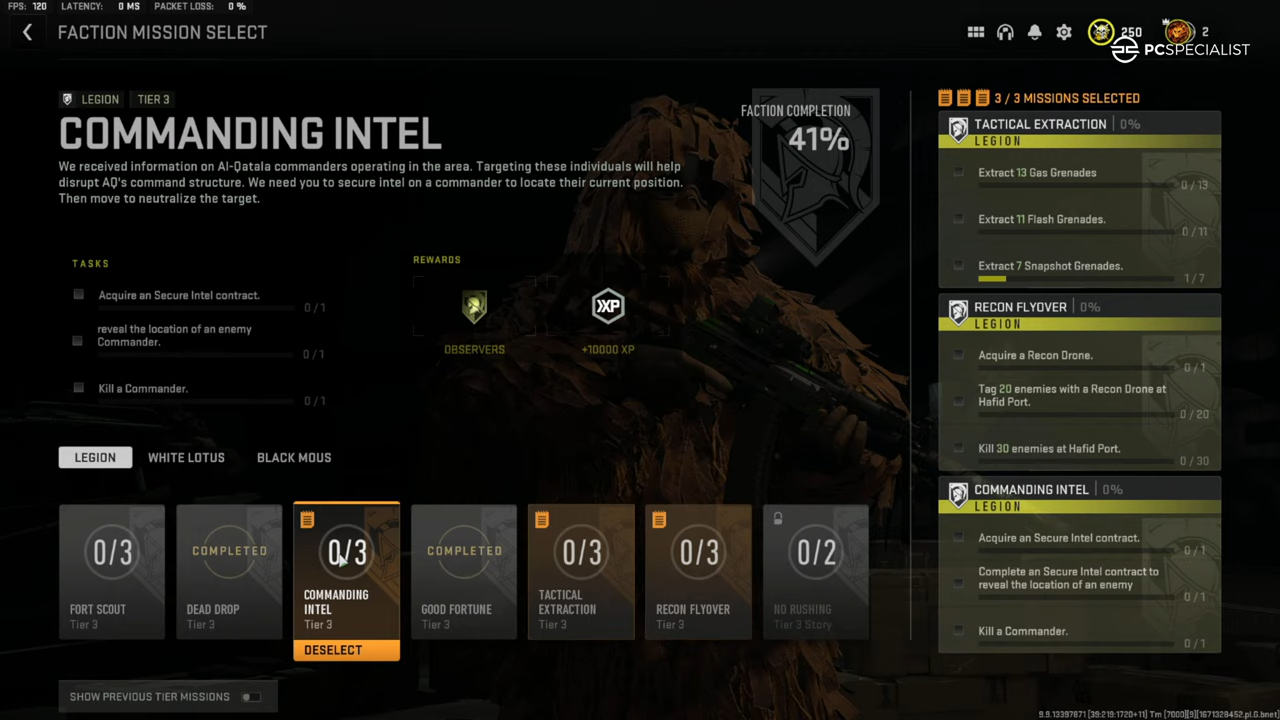 FPS: 120 LATENCY: 0 MS PACKET LOSS: 0 %
FACTION MISSION SELECT
250
2
PCSPECIALIST
LEGION TIER 3
COMMANDING INTEL
We received information on Al-Qatala commanders operating in the area. Targeting these individuals will help
disrupt AQ's command structure. We need you to secure intel on a commander to locate their current position.
Then move to neutralize the target.
FACTION COMPLETION
41%
TASKS
Acquire an Secure Intel contract.
0/1
reveal the location of an enemy
Commander.
0/1
Kill a Commander.
0/1
REWARDS
XP
OBSERVERS
+10000 XP
LEGION WHITE LOTUS BLACK MOUS
0/3
FORT SCOUT
Tier 3
COMPLETED
DEAD DROP
Tier 3
0/3
COMMANDING
INTEL
Tier 3
DESELECT
COMPLETED
GOOD FORTUNE
Tier 3
0/3
TACTICAL
EXTRACTION
Tier 3
0/3
RECON FLYOVER
Tier 3
0/2
NO RUSHING
Tier 3 Story
SHOW PREVIOUS TIER MISSIONS
3 / 3 MISSIONS SELECTED
TACTICAL EXTRACTION | 0%
LEGION
Extract 13 Gas Grenades
0/13
Extract 11 Flash Grenades.
0/11
Extract 7 Snapshot Grenades.
1/7
RECON FLYOVER | 0%
LEGION
Acquire a Recon Drone.
0/1
Tag 20 enemies with a Recon Drone at
Hafid Port.
0/20
Kill 30 enemies at Hafid Port.
0/30
COMMANDING INTEL | 0%
LEGION
Acquire an Secure Intel contract.
0/1
Complete an Secure Intel contract to
reveal the location of an enemy
0/1
Kill a Commander.
0/1